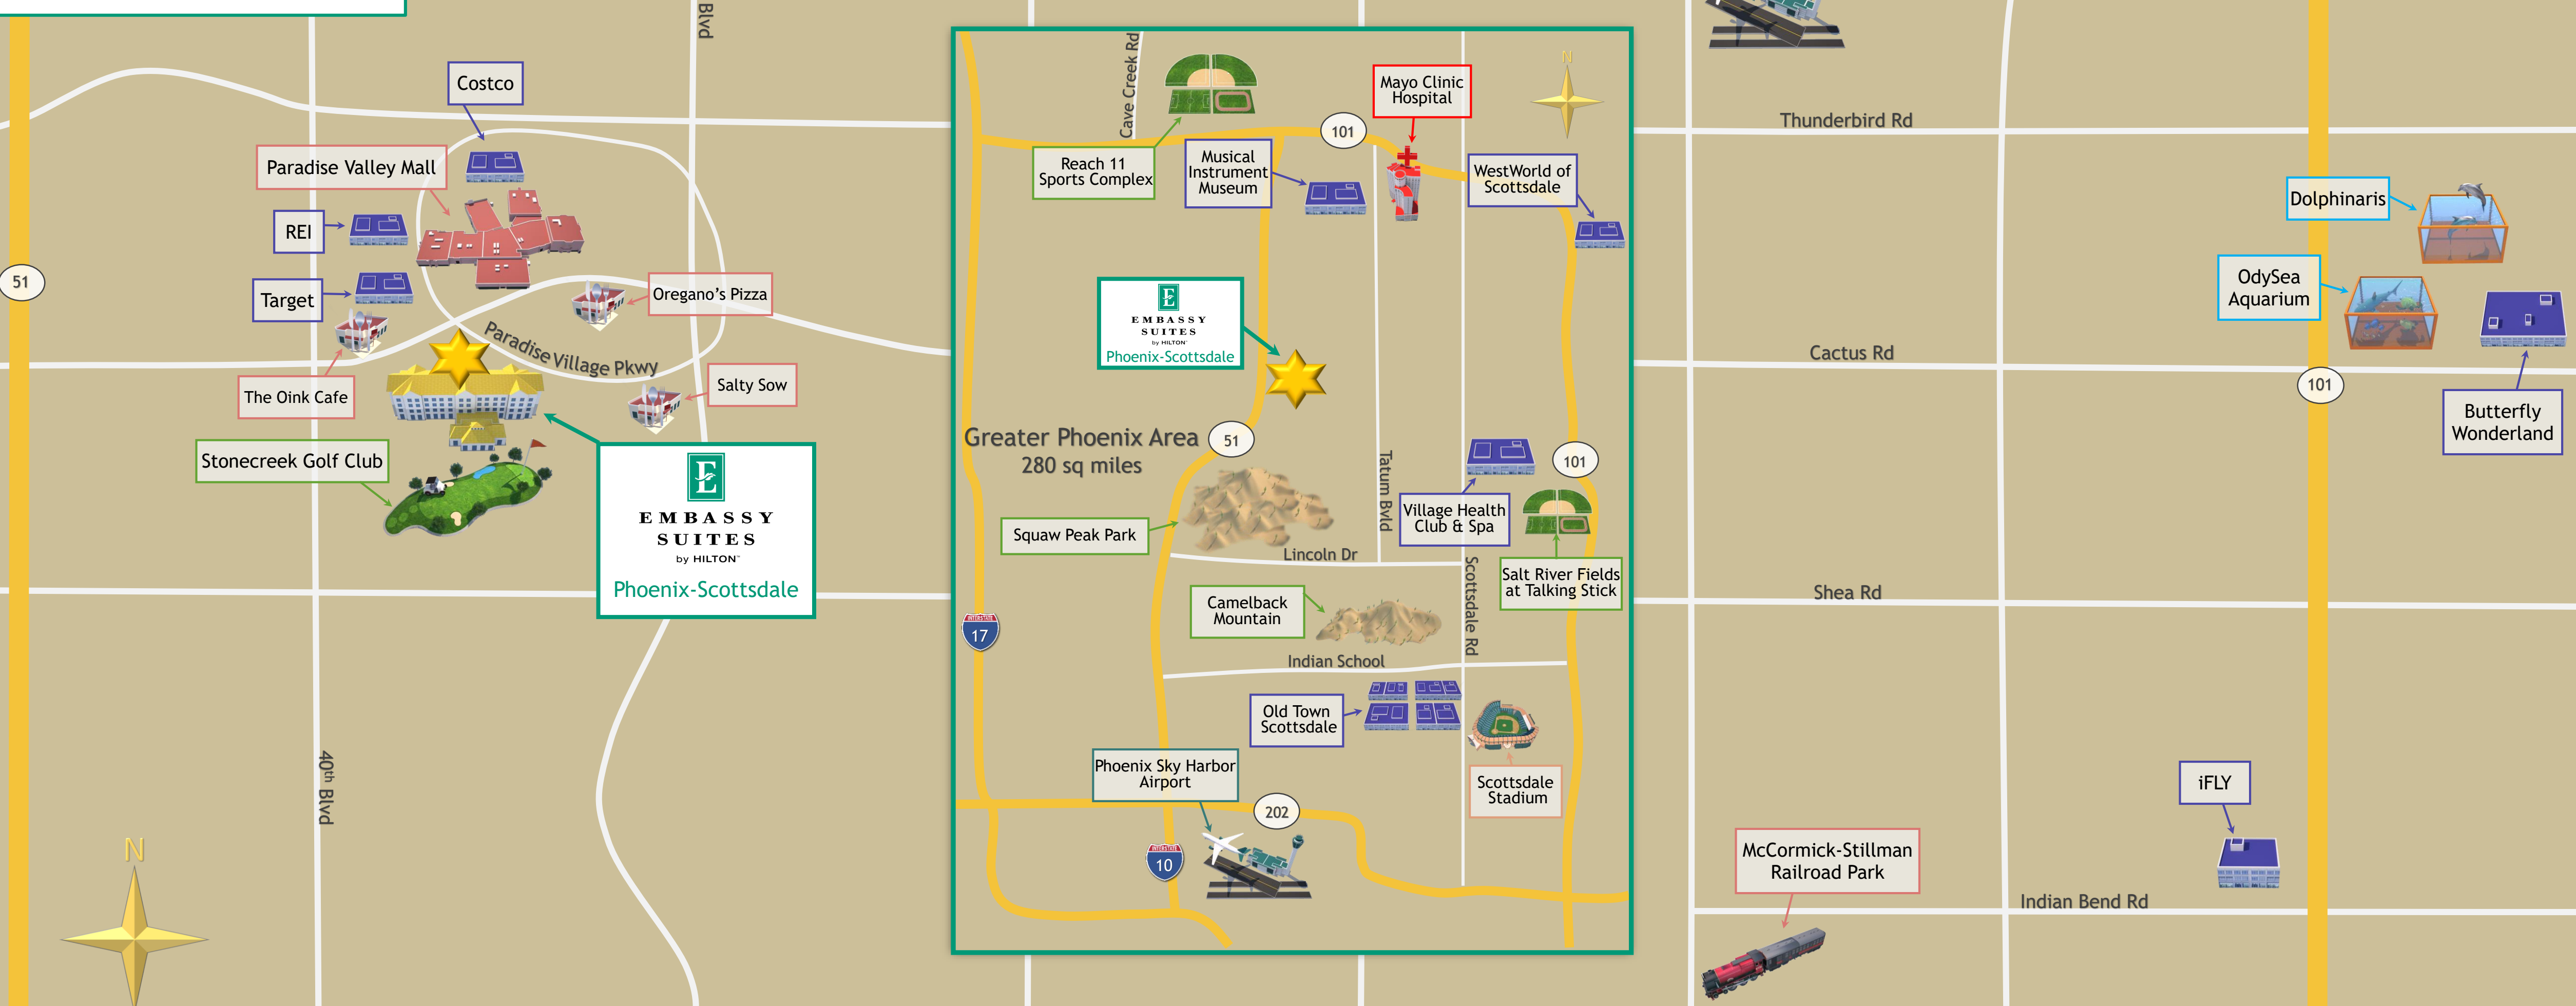 Blvd
Costco
Paradise Valley Mall
REI
Target
51
Oregano's Pizza
Paradise Village Pkwy
The Oink Cafe
Salty Sow
Stonecreek Golf Club
E
EMBASSY
SUITES
by HILTON™
Phoenix-Scottsdale
40th Blvd
N
Cave Creek Rd
N
Mayo Clinic
Hospital
101
Reach 11
Sports Complex
Musical
Instrument
Museum
WestWorld of
Scottsdale
E
EMBASSY
SUITES
by HILTON
Phoenix-Scottsdale
Greater Phoenix Area
280 sq miles
51
Tatum Bvld
Village Health
Club & Spa
101
Squaw Peak Park
Lincoln Dr
Salt River Fields
at Talking Stick
Camelback
Mountain
Scottsdale Rd
INTERSTATE
17
Indian School
Old Town
Scottsdale
Phoenix Sky Harbor
Airport
Scottsdale
Stadium
202
INTERSTATE
10
Thunderbird Rd
Dolphinaris
OdySea
Aquarium
Cactus Rd
101
Butterfly
Wonderland
Shea Rd
iFLY
McCormick-Stillman
Railroad Park
Indian Bend Rd